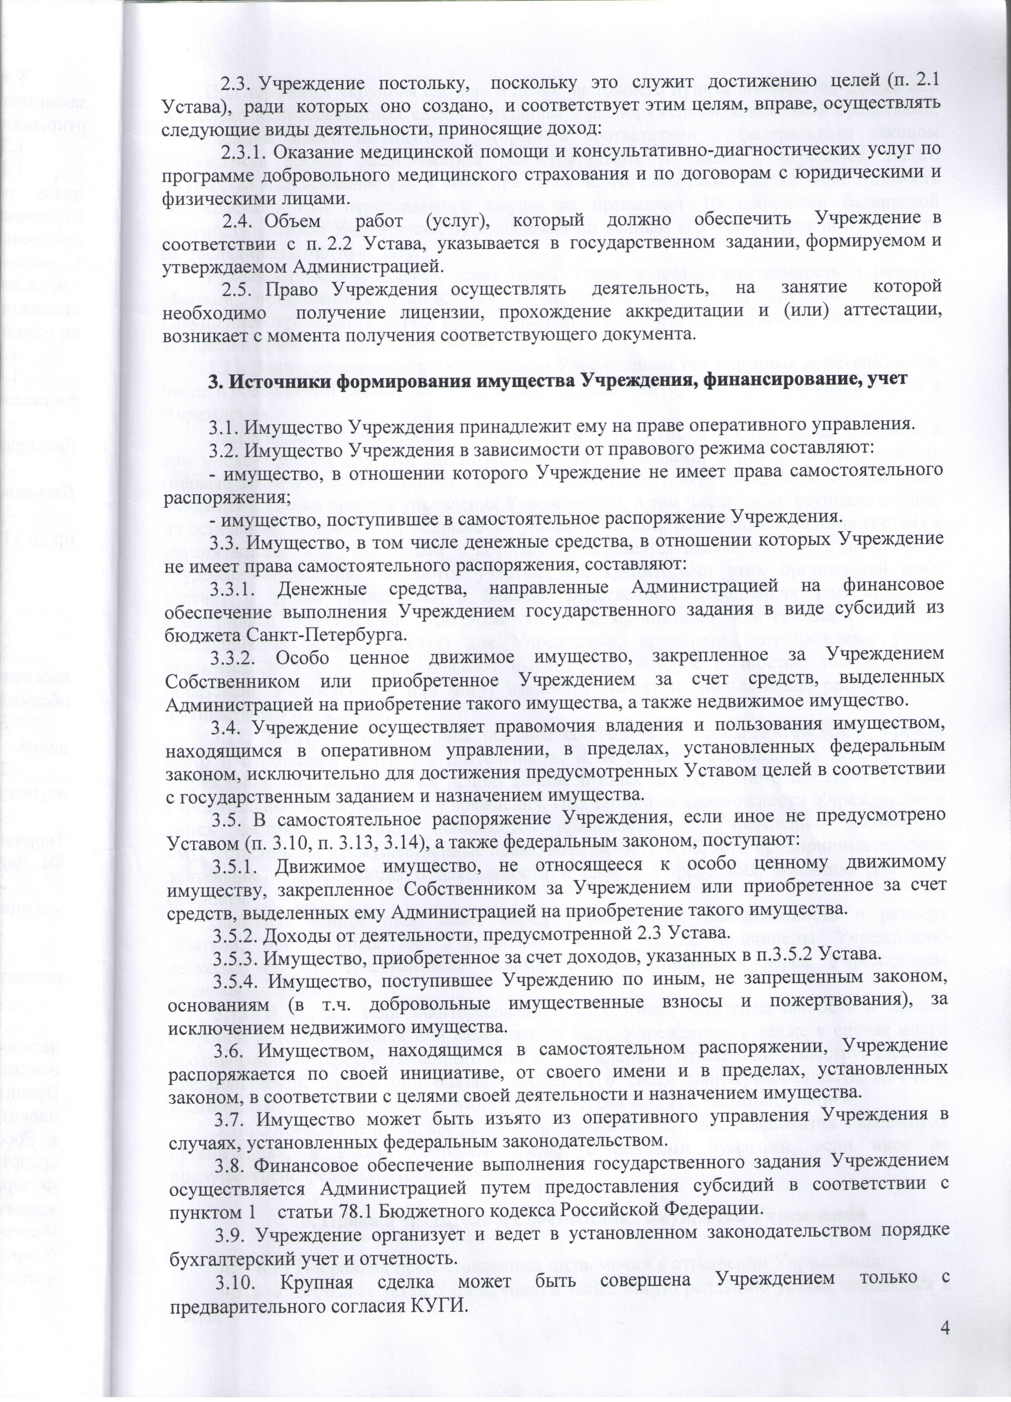 2.3. Учреждение постольку, поскольку это служит достижению целей (п. 2.1
Устава), ради которых оно создано, и соответствует этим целям, вправе, осуществлять
следующие виды деятельности, приносящие доход:
2.3.1. Оказание медицинской помощи и консультативно-диагностических услуг по
программе добровольного медицинского страхования и по договорам с юридическими и
физическими лицами.
2.4. Объем работ (услуг), который должно обеспечить Учреждение в
соответствии с п. 2.2 Устава, указывается в государственном задании, формируемом и
утверждаемом Администрацией.
2.5. Право Учреждения осуществлять деятельность, на занятие которой
необходимо получение лицензии, прохождение аккредитации и (или) аттестации,
возникает с момента получения соответствующего документа.
3. Источники формирования имущества Учреждения, финансирование, учет
3.1. Имущество Учреждения принадлежит ему на праве оперативного управления.
3.2. Имущество Учреждения в зависимости от правового режима составляют:
- имущество, в отношении которого Учреждение не имеет права самостоятельного
распоряжения;
- имущество, поступившее в самостоятельное распоряжение Учреждения.
3.3. Имущество, в том числе денежные средства, в отношении которых Учреждение
не имеет права самостоятельного распоряжения, составляют:
3.3.1. Денежные средства, направленные Администрацией на финансовое
обеспечение выполнения Учреждением государственного задания в виде субсидий из
бюджета Санкт-Петербурга.
3.3.2. Особо ценное движимое имущество, закрепленное за Учреждением
Собственником или приобретенное Учреждением за счет средств, выделенных
Администрацией на приобретение такого имущества, а также недвижимое имущество.
3.4. Учреждение осуществляет правомочия владения и пользования имуществом,
находящимся в оперативном управлении, в пределах, установленных федеральным
законом, исключительно для достижения предусмотренных Уставом целей в соответствии
с государственным заданием и назначением имущества.
3.5. В самостоятельное распоряжение Учреждения, если иное не предусмотрено
Уставом (п. 3.10, п. 3.13, 3.14), а также федеральным законом, поступают:
3.5.1. Движимое имущество, не относящееся к особо ценному движимому
имуществу, закрепленное Собственником за Учреждением или приобретенное за счет
средств, выделенных ему Администрацией на приобретение такого имущества.
3.5.2. Доходы от деятельности, предусмотренной 2.3 Устава.
3.5.3. Имущество, приобретенное за счет доходов, указанных в п.3.5.2 Устава.
3.5.4. Имущество, поступившее Учреждению по иным, не запрещенным законом,
основаниям (в т.ч. добровольные имущественные взносы и пожертвования), за
исключением недвижимого имущества.
3.6. Имуществом, находящимся в самостоятельном распоряжении, Учреждение
распоряжается по своей инициативе, от своего имени и в пределах, установленных
законом, в соответствии с целями своей деятельности и назначением имущества.
3.7. Имущество может быть изъято из оперативного управления Учреждения в
случаях, установленных федеральным законодательством.
3.8. Финансовое обеспечение выполнения государственного задания Учреждением
осуществляется Администрацией путем предоставления субсидий в соответствии с
пунктом 1 статьи 78.1 Бюджетного кодекса Российской Федерации.
3.9. Учреждение организует и ведет в установленном законодательством порядке
бухгалтерский учет и отчетность.
3.10. Крупная сделка может быть совершена Учреждением только с
предварительного согласия КУГИ.
4